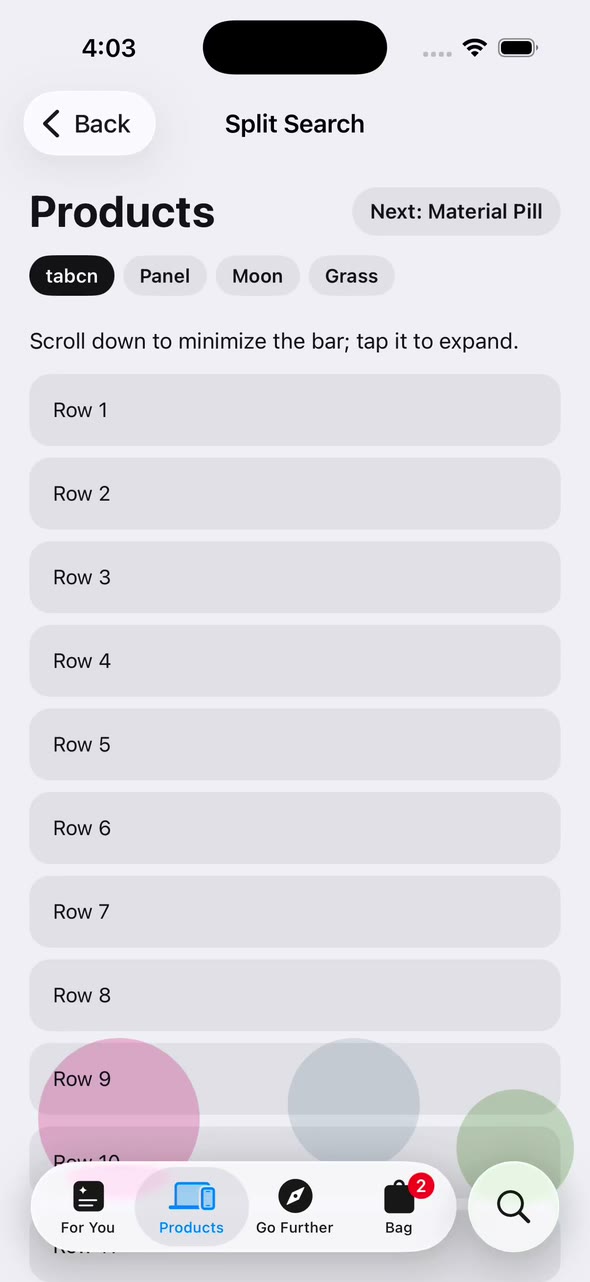 4:03
Back
Split Search
Products
Next: Material Pill
tabcn
Panel
Moon
Grass
Scroll down to minimize the bar; tap it to expand.
Row 1
Row 2
Row 3
Row 4
Row 5
Row 6
Row 7
Row 8
Row 9
Row 10
2
For You
Products
Go Further
Bag